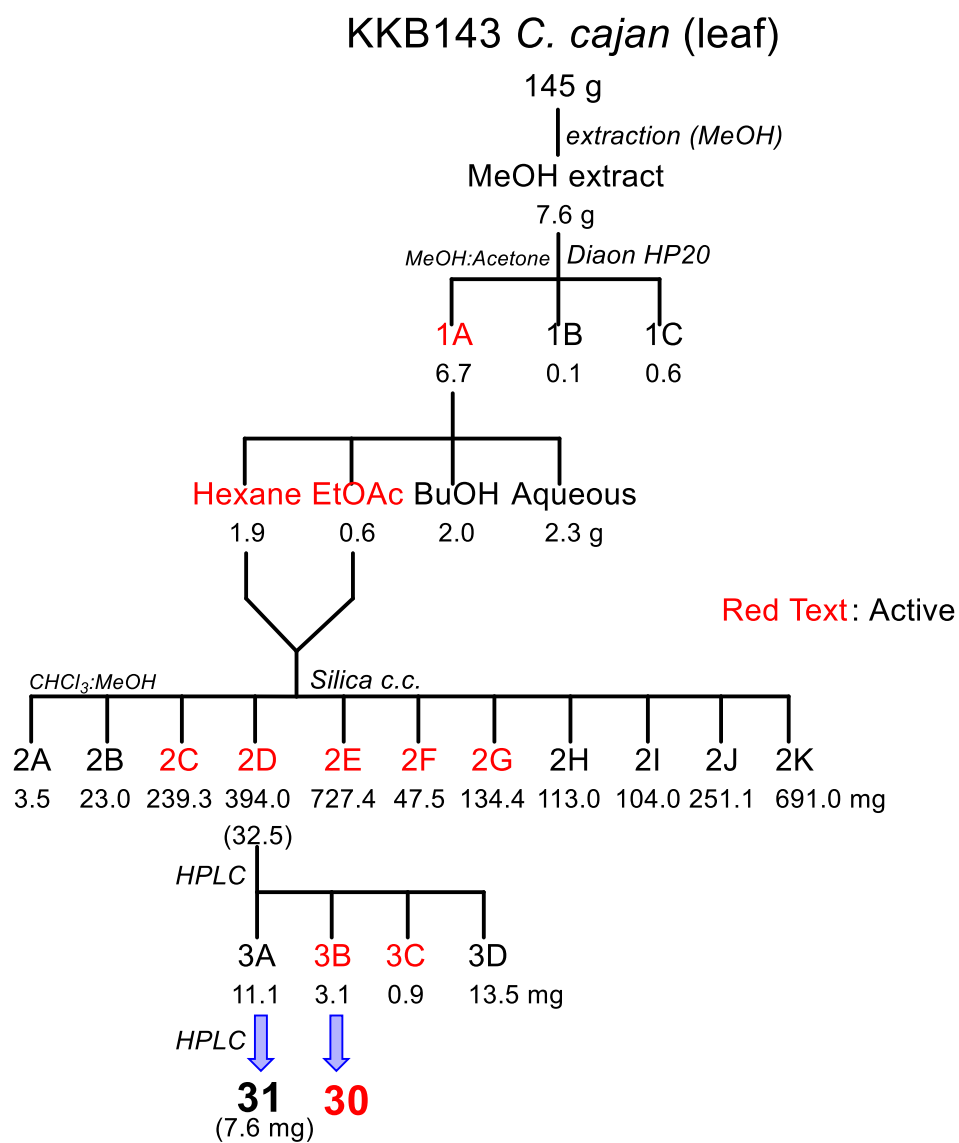 KKB143 C. cajan (leaf)
145 g
extraction (MeOH)
MeOH extract
7.6 g
MeOH:Acetone Diaon HP20
1A 1B 1C
6.7 0.1 0.6
Hexane EtOAc BuOH Aqueous
1.9 0.6 2.0 2.3 g
Red Text: Active
CHCl₃:MeOH Silica c.c.
2A 2B 2C 2D 2E 2F 2G 2H 2I 2J 2K
3.5 23.0 239.3 394.0 727.4 47.5 134.4 113.0 104.0 251.1 691.0 mg
(32.5)
HPLC
3A 3B 3C 3D
11.1 3.1 0.9 13.5 mg
HPLC
31 30
(7.6 mg)